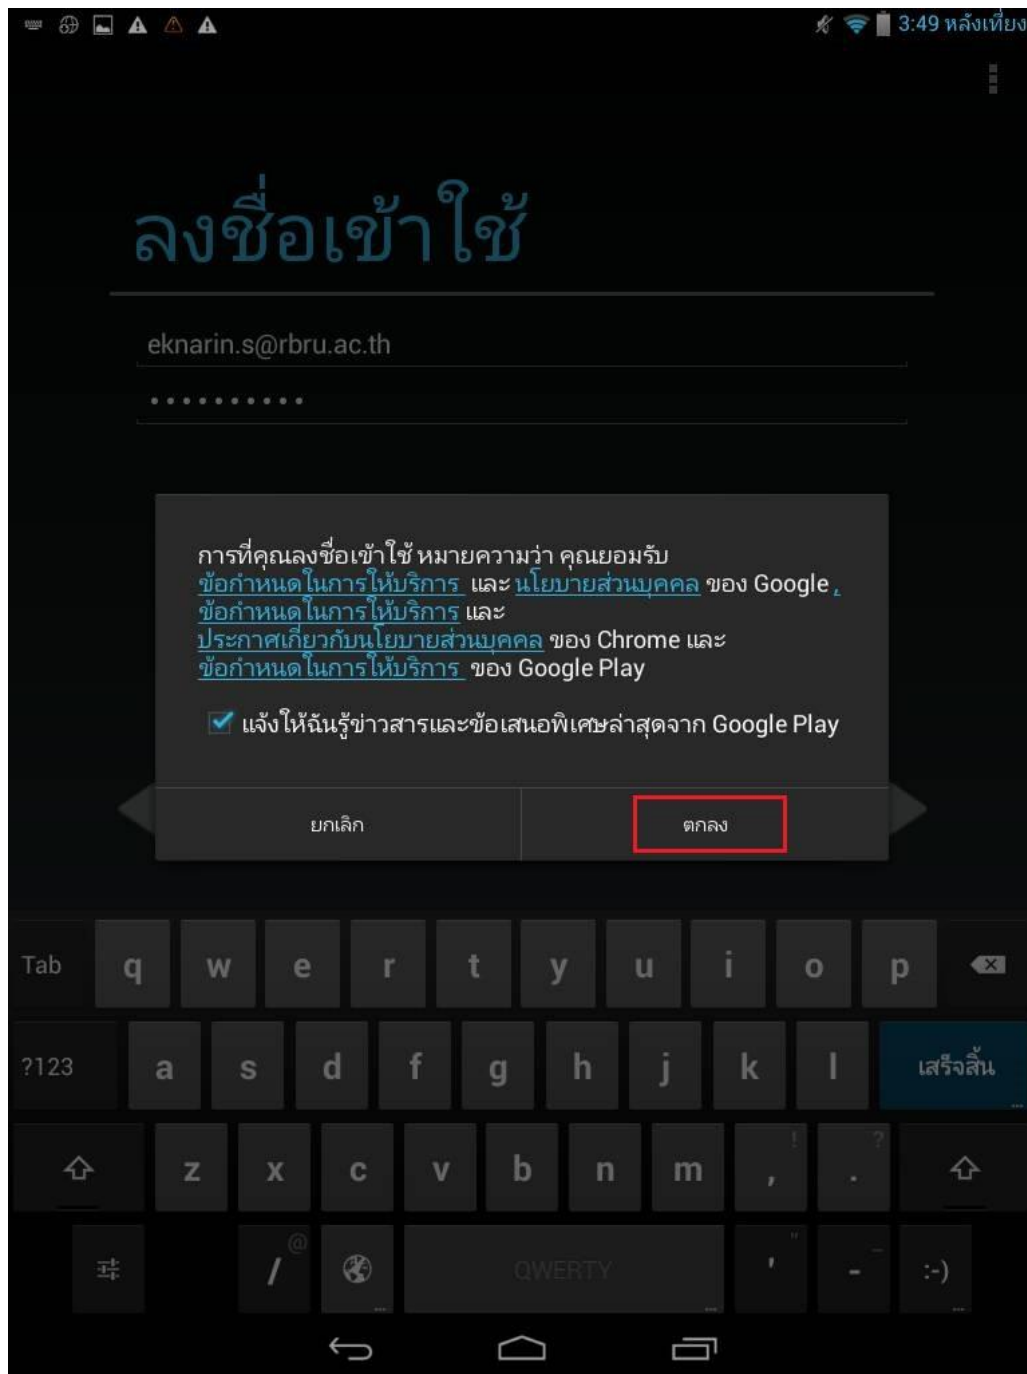 3:49 หลังเที่ยง
ลงชื่อเข้าใช้
eknarin.s@rbru.ac.th
••••••••••
การที่คุณลงชื่อเข้าใช้ หมายความว่า คุณยอมรับ
ข้อกำหนดในการให้บริการ และ นโยบายส่วนบุคคล ของ Google ,
ข้อกำหนดในการให้บริการ และ
ประกาศเกี่ยวกับนโยบายส่วนบุคคล ของ Chrome และ
ข้อกำหนดในการให้บริการ ของ Google Play
แจ้งให้ฉันรู้ข่าวสารและข้อเสนอพิเศษล่าสุดจาก Google Play
ยกเลิก ตกลง
Tab q w e r t y u i o p
?123 a s d f g h j k l เสร็จสิ้น
z x c v b n m , ! . ?
/ @ QWERTY ' " - _ :-)